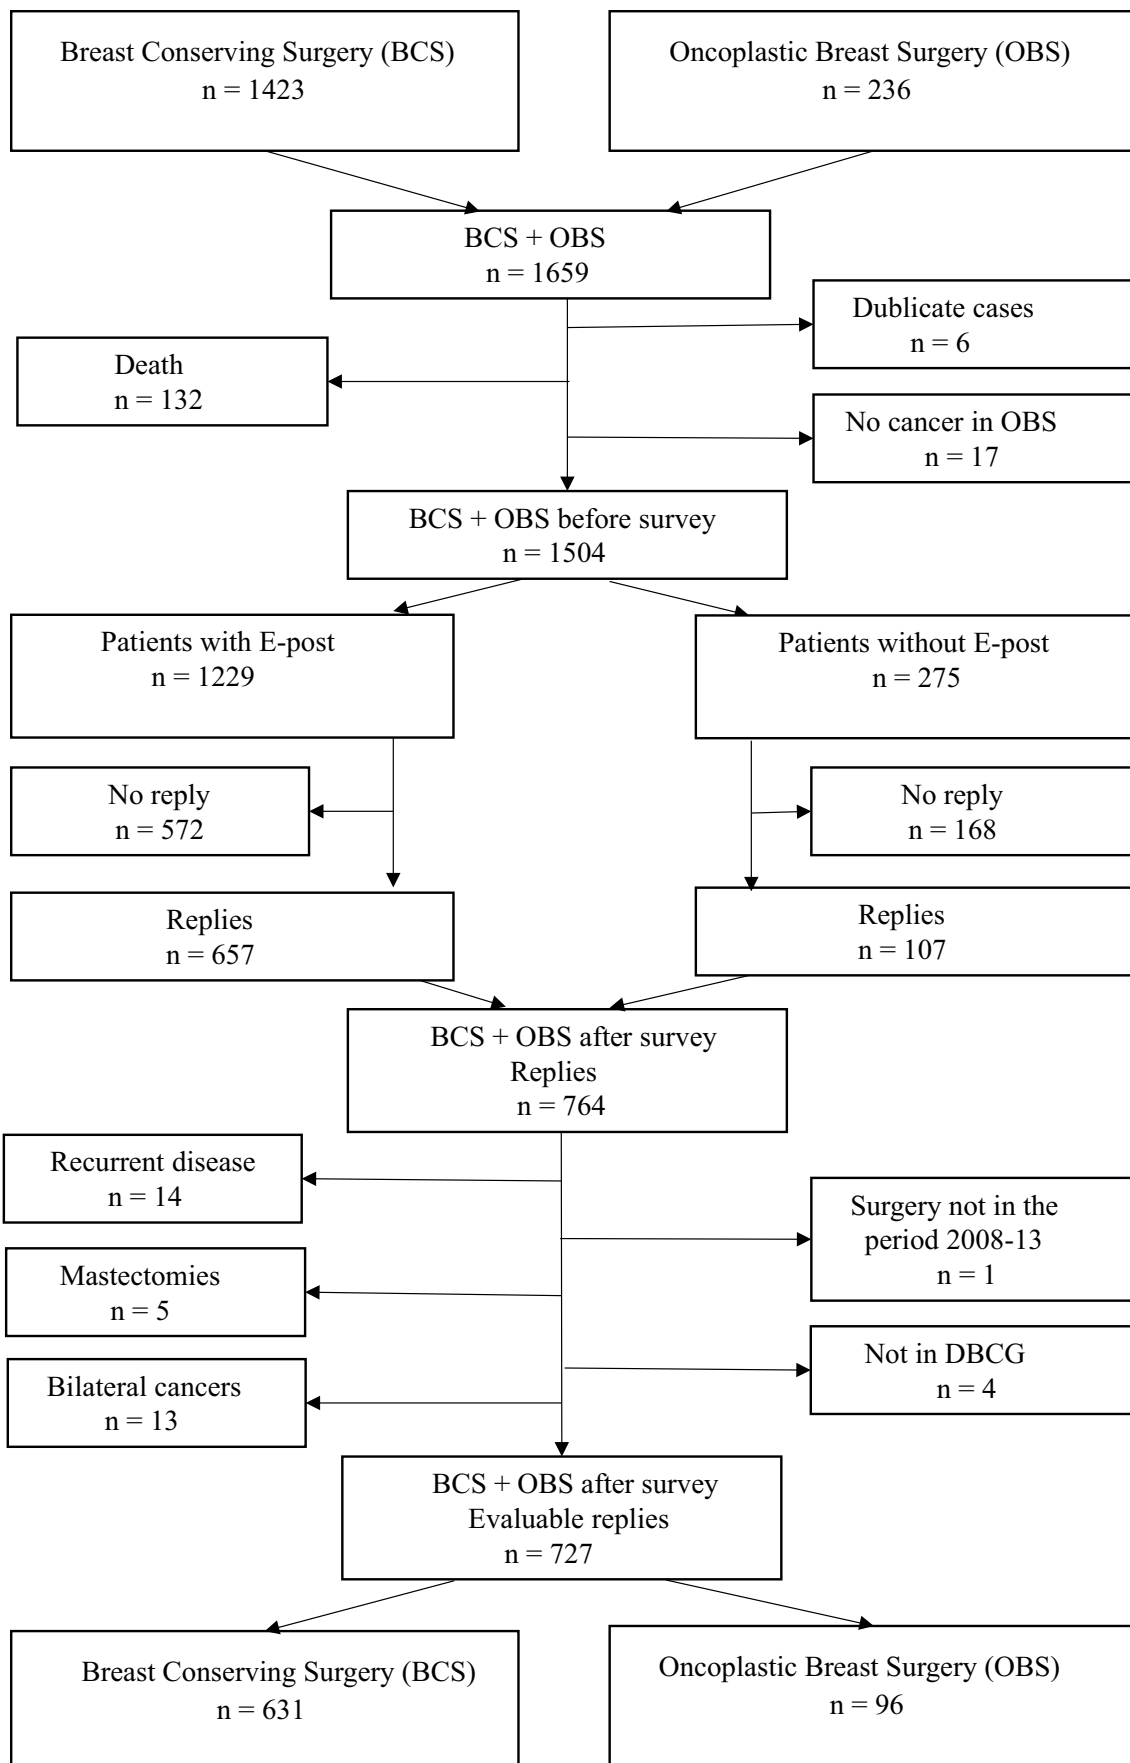 Breast Conserving Surgery (BCS)
n = 1423
Oncoplastic Breast Surgery (OBS)
n = 236
BCS + OBS
n = 1659
Dublicate cases
n = 6
Death
n = 132
No cancer in OBS
n = 17
BCS + OBS before survey
n = 1504
Patients with E-post
n = 1229
Patients without E-post
n = 275
No reply
n = 572
No reply
n = 168
Replies
n = 657
Replies
n = 107
BCS + OBS after survey
Replies
n = 764
Recurrent disease
n = 14
Surgery not in the
period 2008-13
n = 1
Mastectomies
n = 5
Not in DBCG
n = 4
Bilateral cancers
n = 13
BCS + OBS after survey
Evaluable replies
n = 727
Breast Conserving Surgery (BCS)
n = 631
Oncoplastic Breast Surgery (OBS)
n = 96